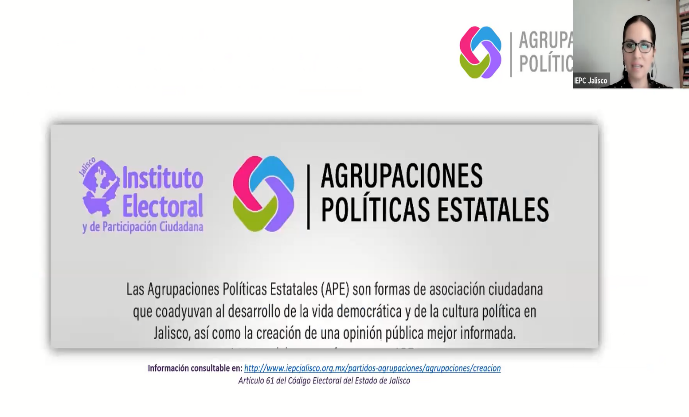 AGRUPA
POLÍTIC
IEPC Jalisco
Jalisco
Instituto
Electoral
y de Participación Ciudadana
AGRUPACIONES
POLÍTICAS ESTATALES
Las Agrupaciones Políticas Estatales (APE) son formas de asociación ciudadana
que coadyuvan al desarrollo de la vida democrática y de la cultura política en
Jalisco, así como la creación de una opinión pública mejor informada.
Información consultable en: http://www.iepcjalisco.org.mx/partidos-agrupaciones/agrupaciones/creacion
Artículo 61 del Código Electoral del Estado de Jalisco